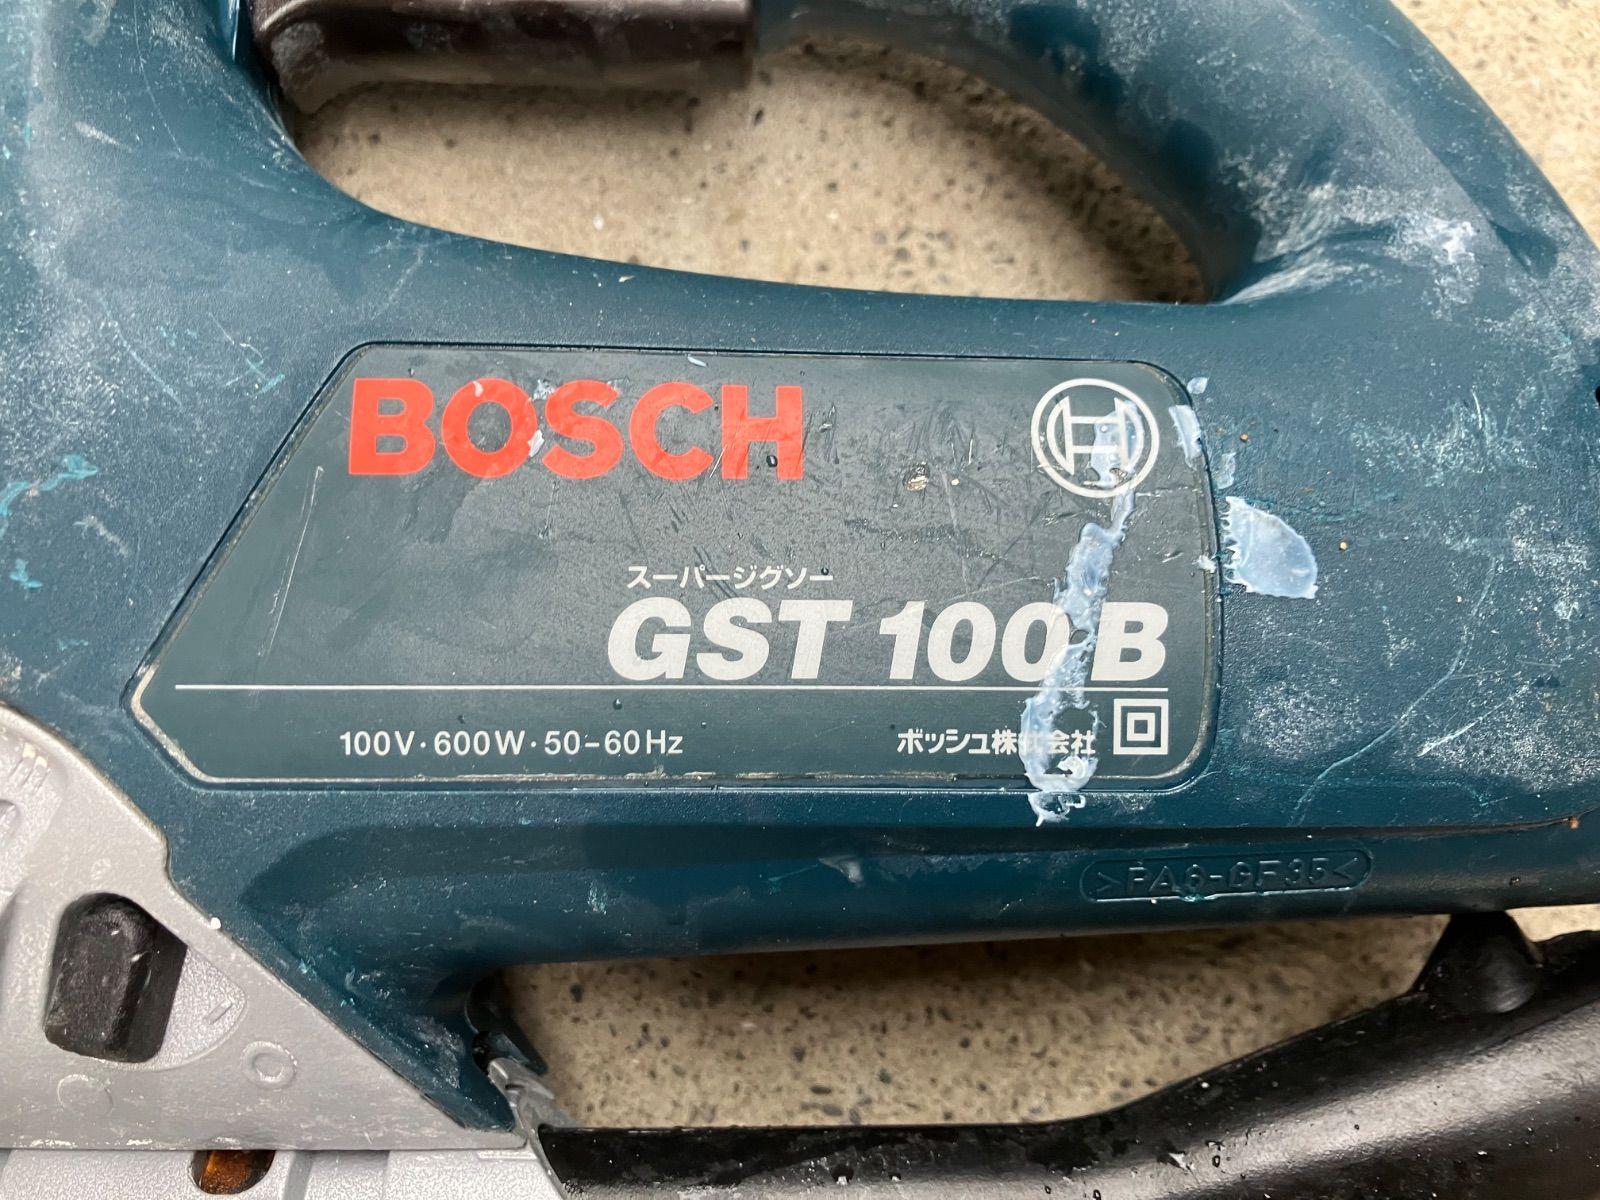 BOSCH
スーパージグソー
GST 100 B
100V・600W・50-60Hz
ボッシュ株式会社
>PA6-GF35<